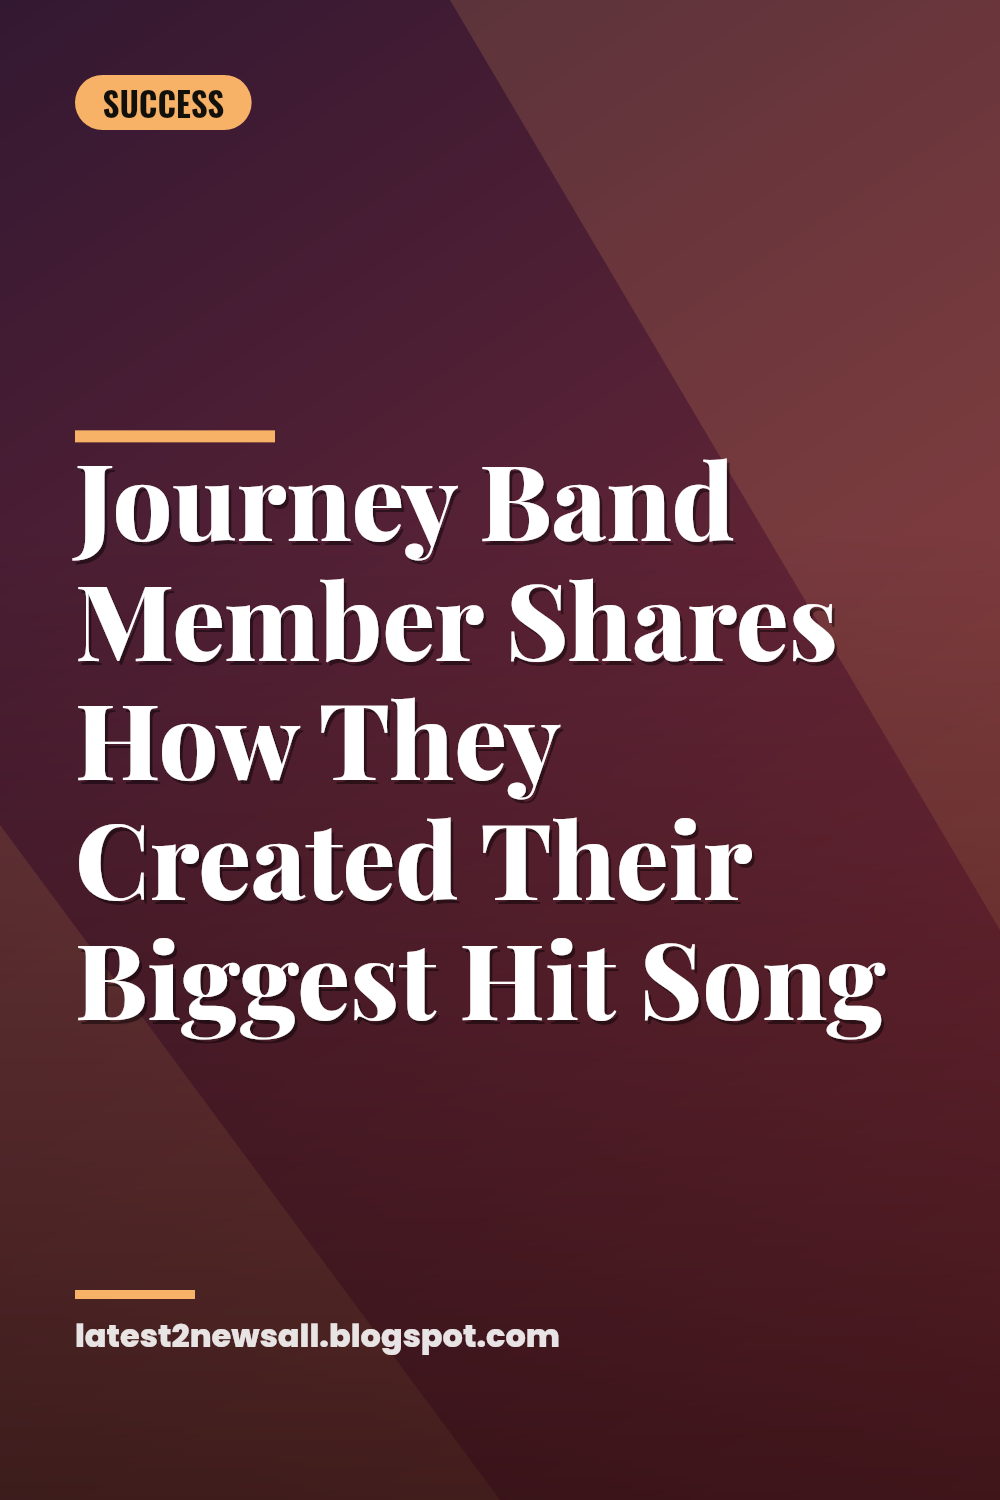 SUCCESS
Journey Band
Member Shares
How They
Created Their
Biggest Hit Song
latest2newsall.blogspot.com